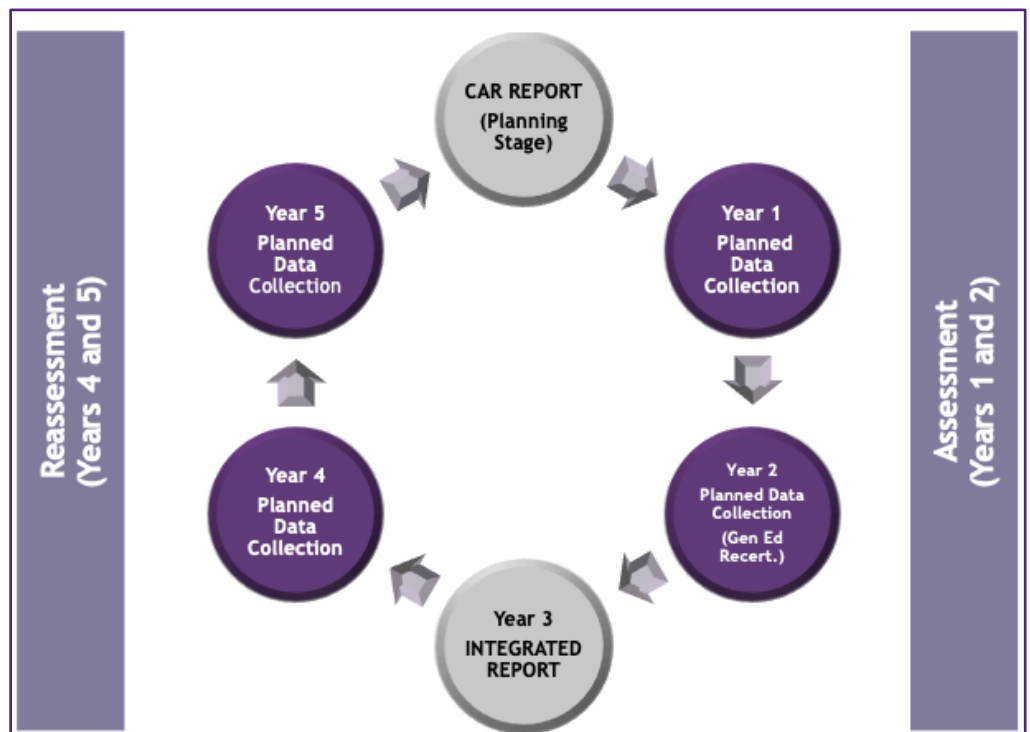 CAR REPORT
(Planning
Stage)
Year 1
Planned
Data
Collection
Year 2
Planned Data
Collection
(Gen Ed
Recert.)
Year 3
INTEGRATED
REPORT
Year 4
Planned
Data
Collection
Year 5
Planned
Data
Collection
Reassessment
(Years 4 and 5)
Assessment
(Years 1 and 2)